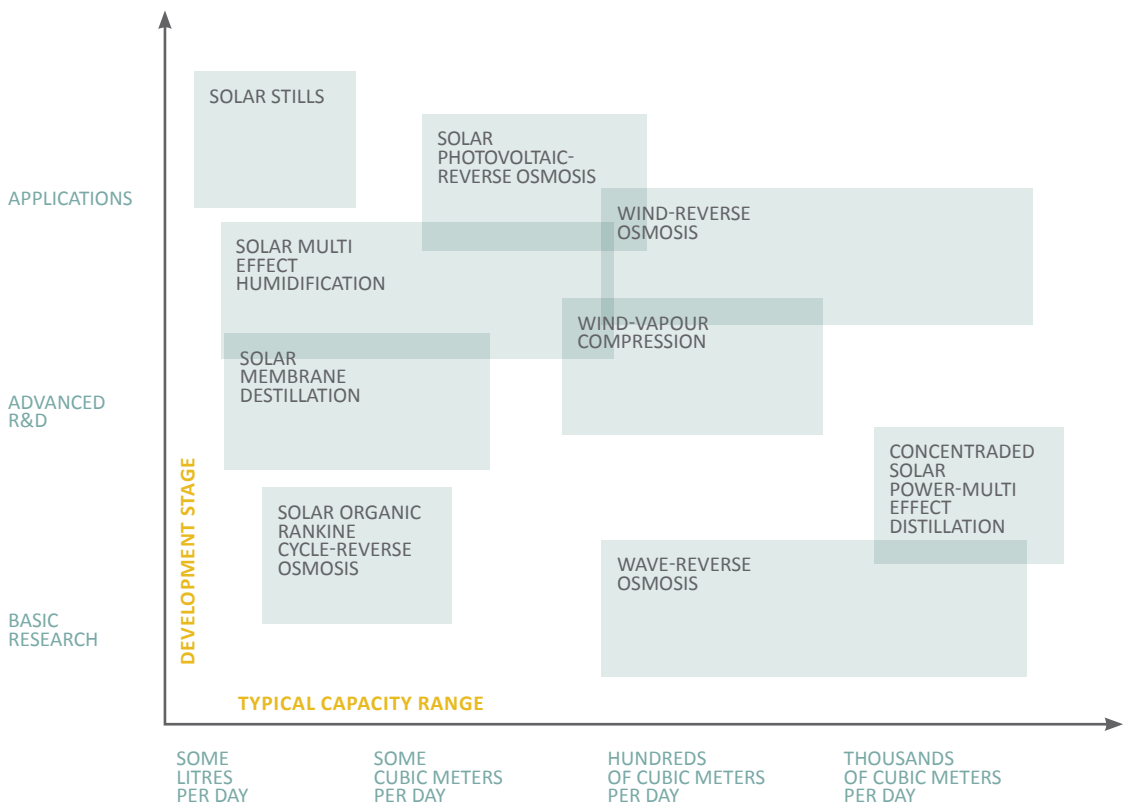 SOLAR STILLS
SOLAR
PHOTOVOLTAIC-
REVERSE OSMOSIS
APPLICATIONS
WIND-REVERSE
OSMOSIS
SOLAR MULTI
EFFECT
HUMIDIFICATION
WIND-VAPOUR
COMPRESSION
SOLAR
MEMBRANE
DESTILLATION
ADVANCED
R&D
CONCENTRADED
SOLAR
POWER-MULTI
EFFECT
DISTILLATION
DEVELOPMENT STAGE
SOLAR ORGANIC
RANKINE
CYCLE-REVERSE
OSMOSIS
WAVE-REVERSE
OSMOSIS
BASIC
RESEARCH
TYPICAL CAPACITY RANGE
SOME
LITRES
PER DAY
SOME
CUBIC METERS
PER DAY
HUNDREDS
OF CUBIC METERS
PER DAY
THOUSANDS
OF CUBIC METERS
PER DAY